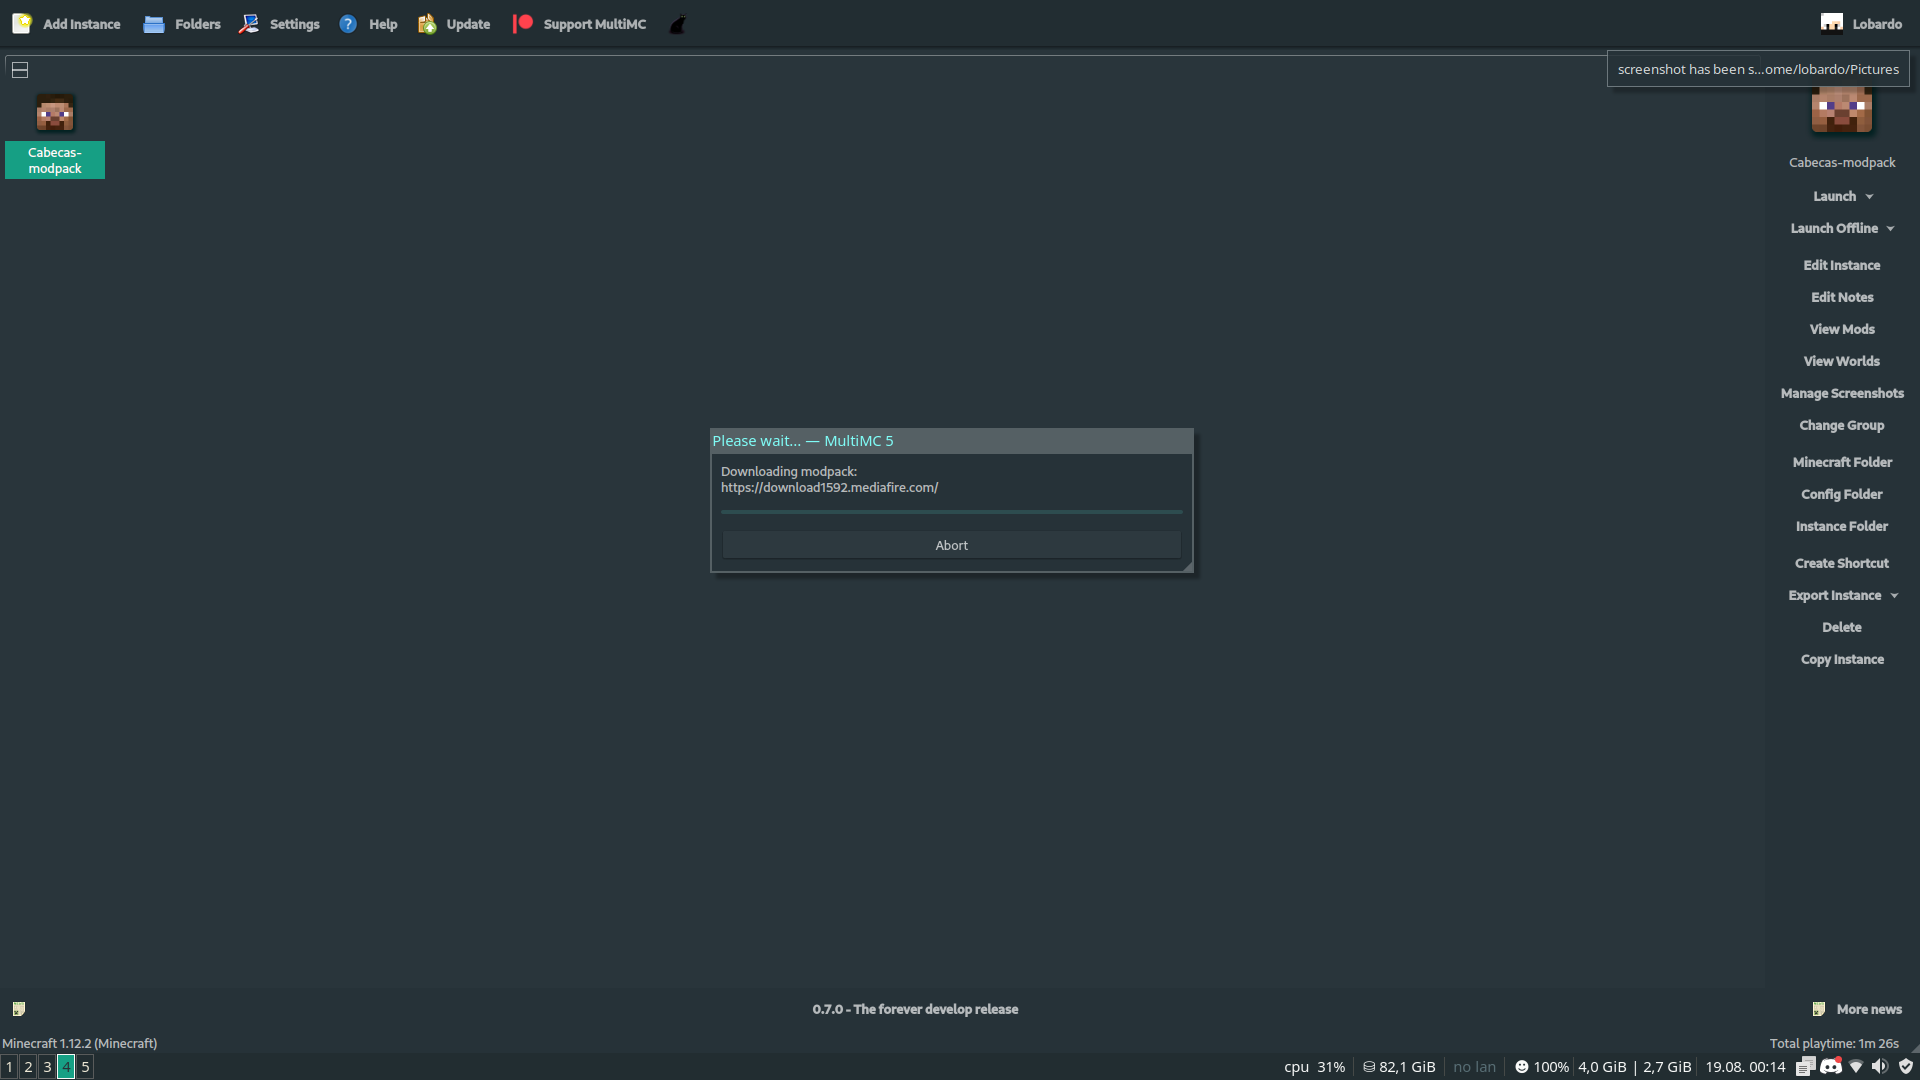 Add Instance Folders Settings Help Update Support MultiMC Lobardo
screenshot has been s...ome/lobardo/Pictures
Cabecas-
modpack
Cabecas-modpack
Launch
Launch Offline
Edit Instance
Edit Notes
View Mods
View Worlds
Manage Screenshots
Change Group
Minecraft Folder
Config Folder
Instance Folder
Create Shortcut
Export Instance
Delete
Copy Instance
Please wait... — MultiMC 5
Downloading modpack:
https://download1592.mediafire.com/
Abort
0.7.0 - The forever develop release
More news
Minecraft 1.12.2 (Minecraft)
Total playtime: 1m 26s
1 2 3 4 5 cpu 31% 82,1 GiB no lan 100% 4,0 GiB | 2,7 GiB 19.08. 00:14